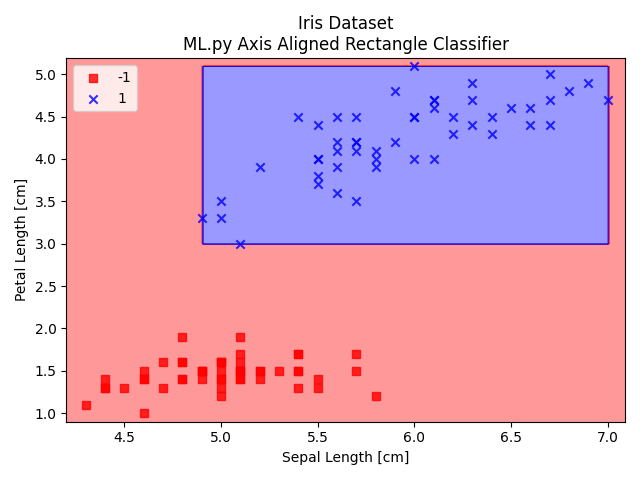 Iris Dataset
ML.py Axis Aligned Rectangle Classifier
-1
1
Petal Length [cm]
5.0
4.5
4.0
3.5
3.0
2.5
2.0
1.5
1.0
4.5 5.0 5.5 6.0 6.5 7.0
Sepal Length [cm]